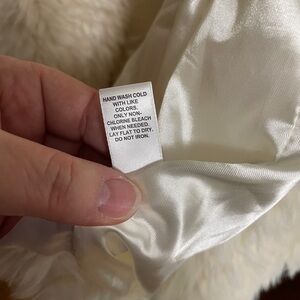 HAND WASH COLD
WITH LIKE
COLORS.
ONLY NON-
CHLORINE BLEACH
WHEN NEEDED.
LAY FLAT TO DRY.
DO NOT IRON.